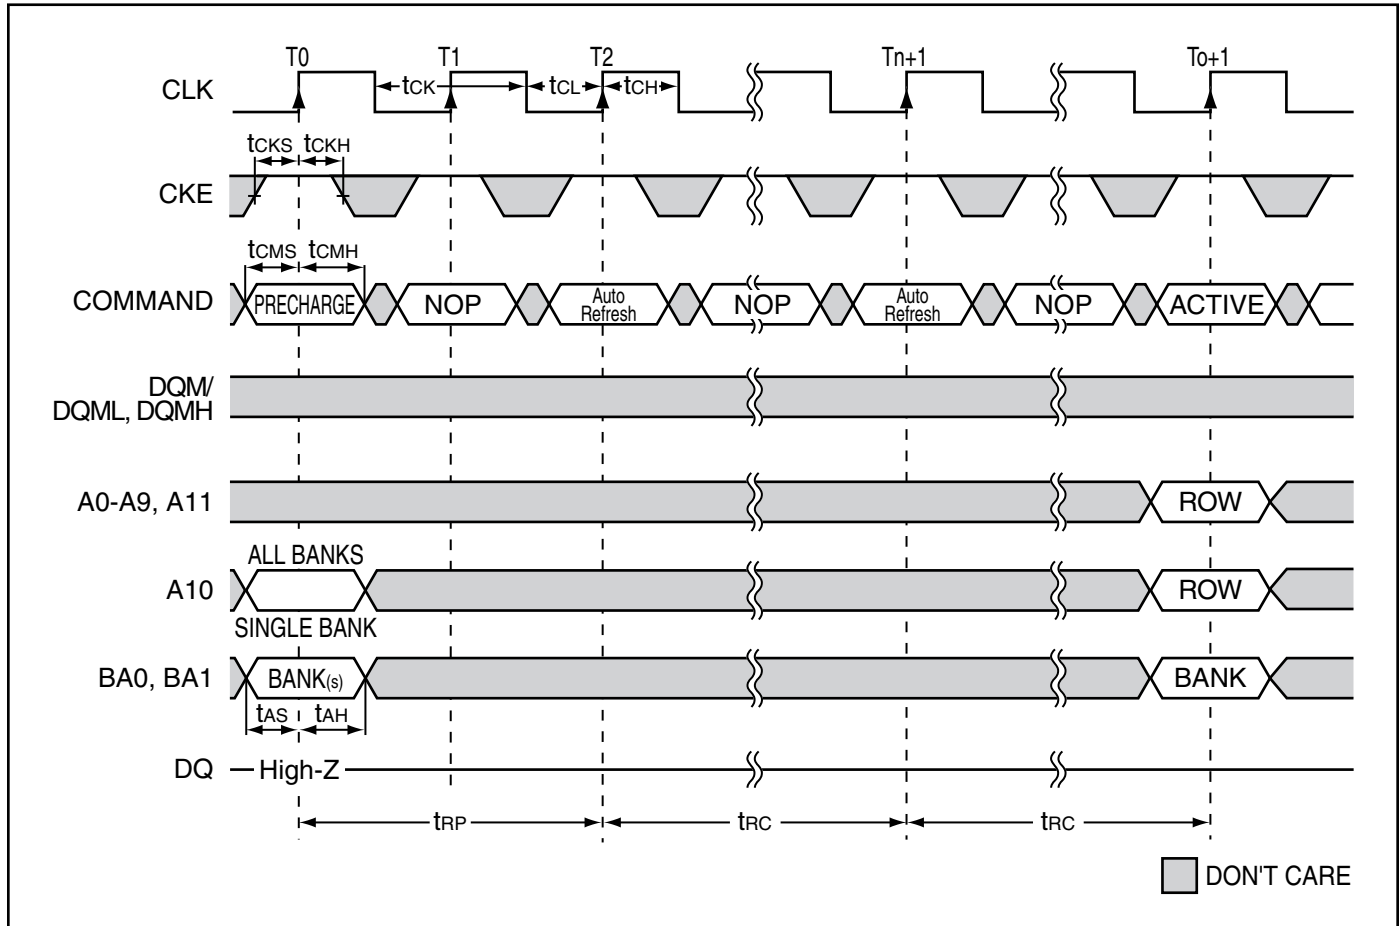 T0 T1 T2 Tn+1 To+1
CLK tCK tCL tCH
tCKS tCKH
CKE
tCMS tCMH
COMMAND PRECHARGE NOP Auto Refresh NOP Auto Refresh NOP ACTIVE
DQM/
DQML, DQMH
A0-A9, A11 ROW
ALL BANKS
A10 ROW
SINGLE BANK
BA0, BA1 BANK(s) BANK
tAS tAH
DQ High-Z
tRP tRC tRC
DON'T CARE